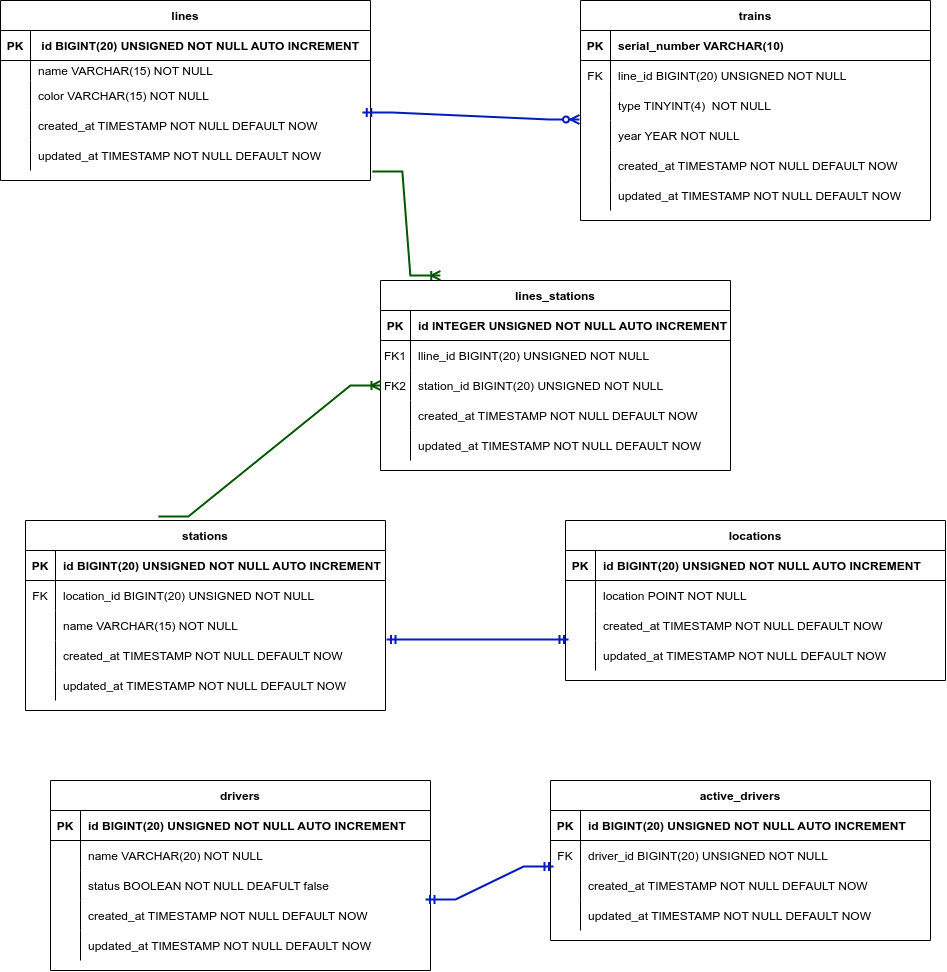 lines
PK id BIGINT(20) UNSIGNED NOT NULL AUTO INCREMENT
name VARCHAR(15) NOT NULL
color VARCHAR(15) NOT NULL
created_at TIMESTAMP NOT NULL DEFAULT NOW
updated_at TIMESTAMP NOT NULL DEFAULT NOW
trains
PK serial_number VARCHAR(10)
FK line_id BIGINT(20) UNSIGNED NOT NULL
type TINYINT(4) NOT NULL
year YEAR NOT NULL
created_at TIMESTAMP NOT NULL DEFAULT NOW
updated_at TIMESTAMP NOT NULL DEFAULT NOW
lines_stations
PK id INTEGER UNSIGNED NOT NULL AUTO INCREMENT
FK1 lline_id BIGINT(20) UNSIGNED NOT NULL
FK2 station_id BIGINT(20) UNSIGNED NOT NULL
created_at TIMESTAMP NOT NULL DEFAULT NOW
updated_at TIMESTAMP NOT NULL DEFAULT NOW
stations
PK id BIGINT(20) UNSIGNED NOT NULL AUTO INCREMENT
FK location_id BIGINT(20) UNSIGNED NOT NULL
name VARCHAR(15) NOT NULL
created_at TIMESTAMP NOT NULL DEFAULT NOW
updated_at TIMESTAMP NOT NULL DEFAULT NOW
locations
PK id BIGINT(20) UNSIGNED NOT NULL AUTO INCREMENT
location POINT NOT NULL
created_at TIMESTAMP NOT NULL DEFAULT NOW
updated_at TIMESTAMP NOT NULL DEFAULT NOW
drivers
PK id BIGINT(20) UNSIGNED NOT NULL AUTO INCREMENT
name VARCHAR(20) NOT NULL
status BOOLEAN NOT NULL DEAFULT false
created_at TIMESTAMP NOT NULL DEFAULT NOW
updated_at TIMESTAMP NOT NULL DEFAULT NOW
active_drivers
PK id BIGINT(20) UNSIGNED NOT NULL AUTO INCREMENT
FK driver_id BIGINT(20) UNSIGNED NOT NULL
created_at TIMESTAMP NOT NULL DEFAULT NOW
updated_at TIMESTAMP NOT NULL DEFAULT NOW